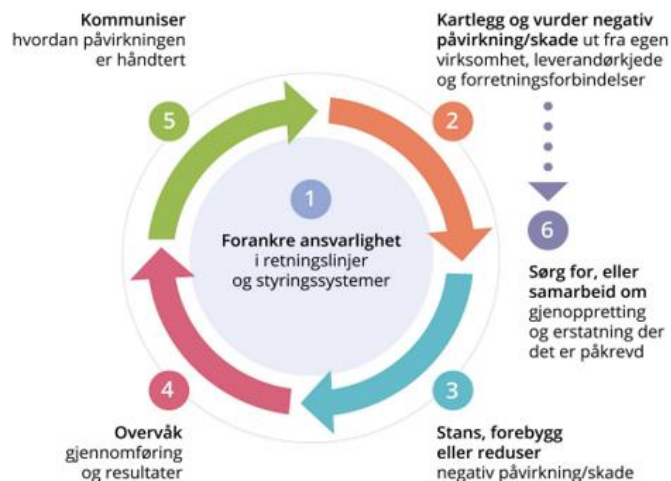 Kommuniser
hvordan påvirkningen
er håndtert
5
Kartlegg og vurder negativ
påvirkning/skade ut fra egen
virksomhet, leverandørkjede
og forretningsforbindelser
2
1
Forankre ansvarlighet
i retningslinjer
og styringssystemer
6
Sørg for, eller
samarbeid om
gjenoppretting
og erstatning der
det er påkrevd
4
Overvåk
gjennomføring
og resultater
3
Stans, forebygg
eller reduser
negativ påvirkning/skade